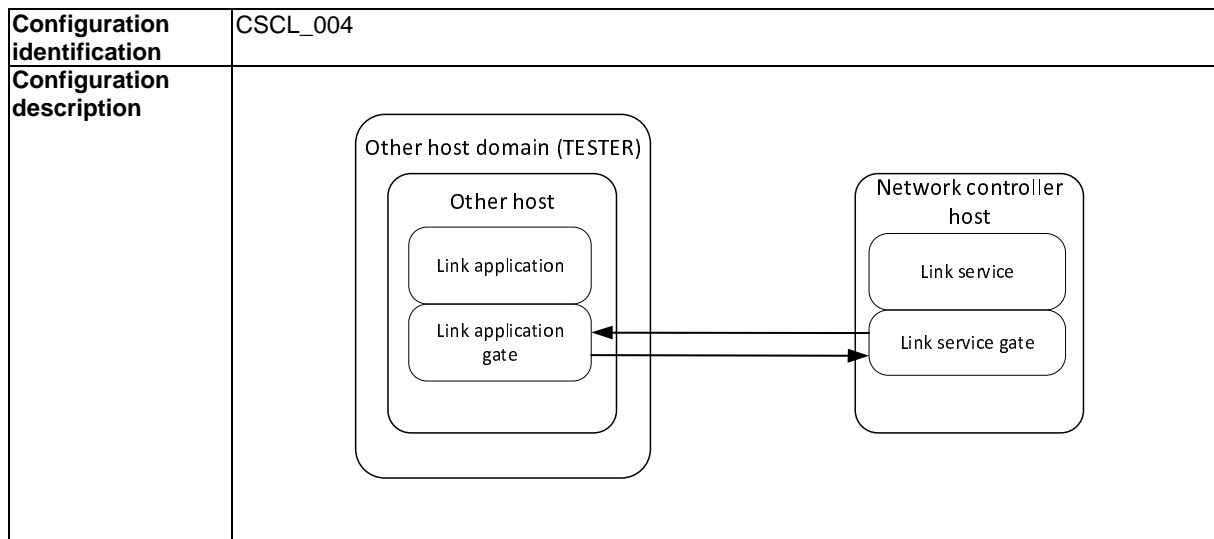 Configuration
identification
CSCL_004
Configuration
description
Other host domain (TESTER)
Other host
Link application
Link application
gate
Network controller
host
Link service
Link service gate